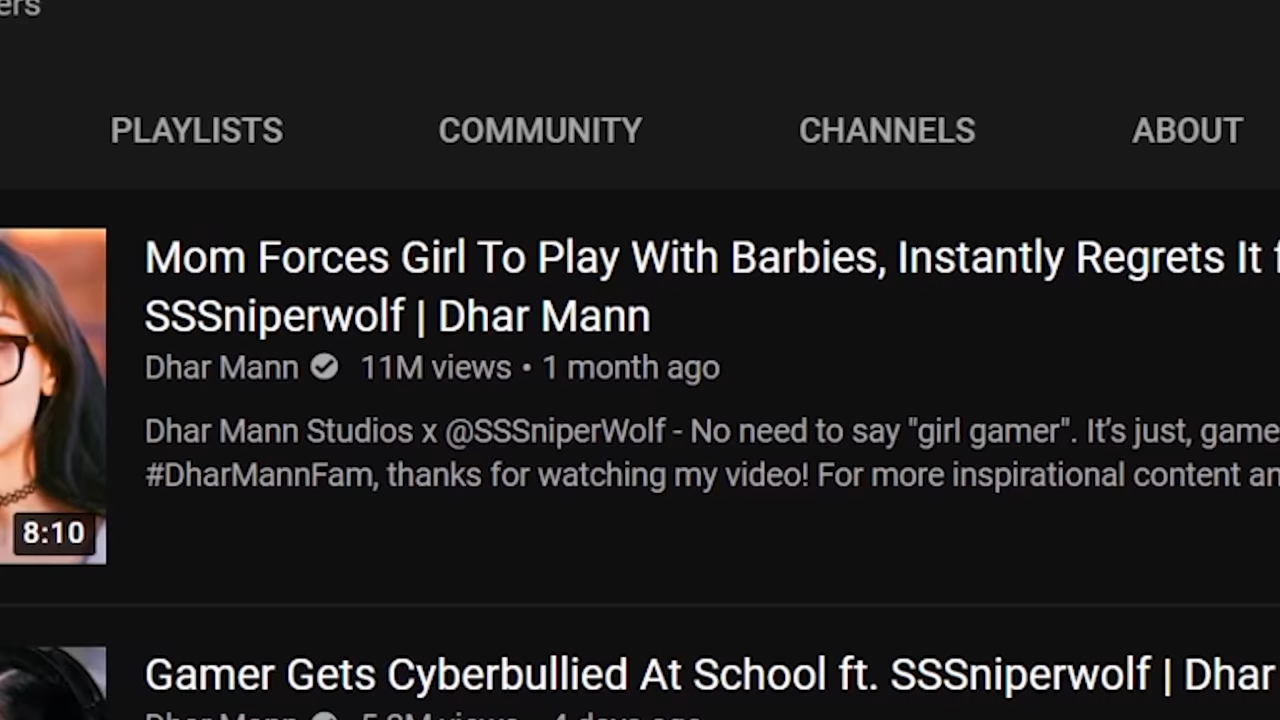 ers
PLAYLISTS COMMUNITY CHANNELS ABOUT
Mom Forces Girl To Play With Barbies, Instantly Regrets It
SSSniperwolf | Dhar Mann
Dhar Mann 11M views • 1 month ago
Dhar Mann Studios x @SSSniperWolf - No need to say "girl gamer". It's just, game
#DharMannFam, thanks for watching my video! For more inspirational content an
8:10
Gamer Gets Cyberbullied At School ft. SSSniperwolf | Dhar